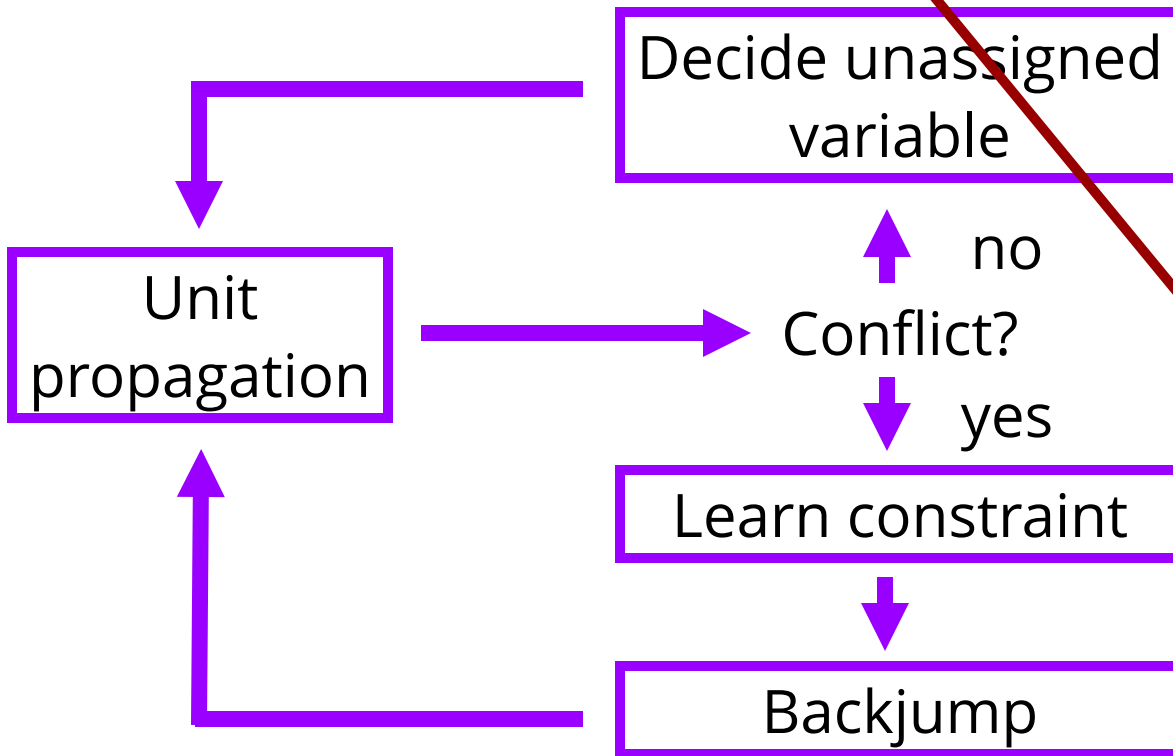 Decide unassigned
variable
no
Unit
propagation
Conflict?
yes
Learn constraint
Backjump